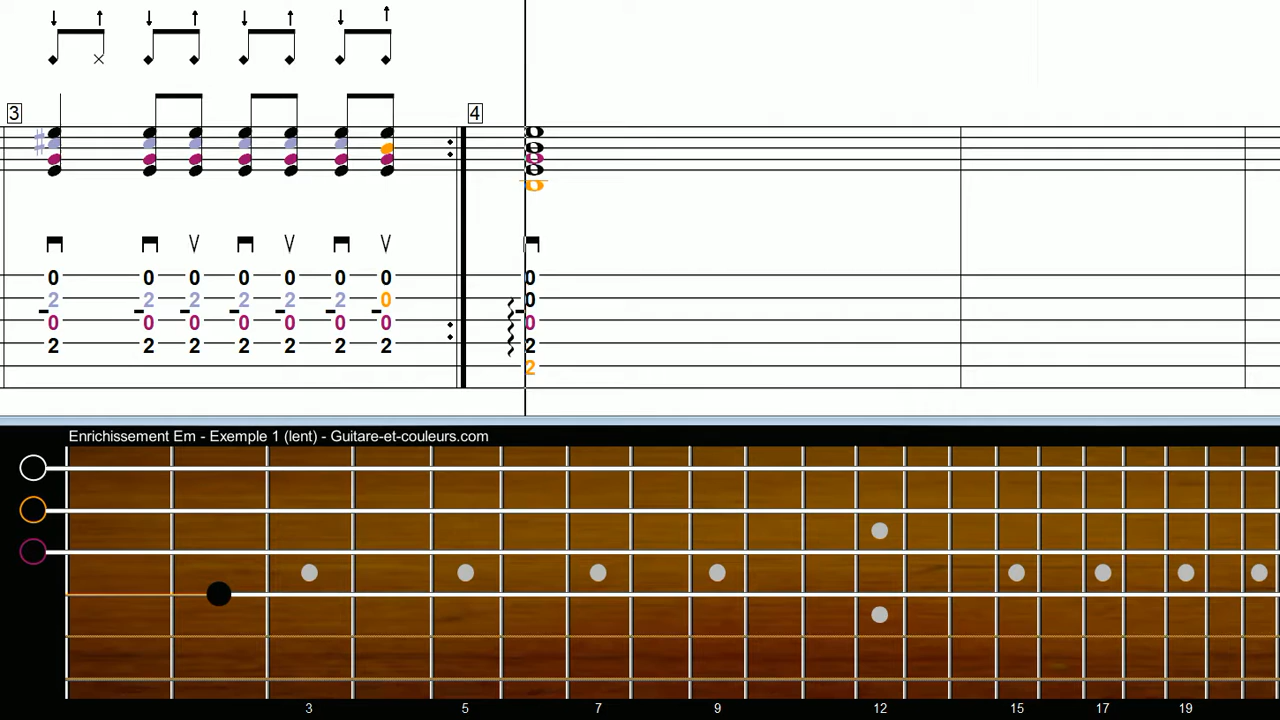 3 4
0 0 0 0 0 0 0 0
2 2 2 2 2 2 0 0
0 0 0 0 0 0 0 0
2 2 2 2 2 2 2 2
2
Enrichissement Em - Exemple 1 (lent) - Guitare-et-couleurs.com
3 5 7 9 12 15 17 19